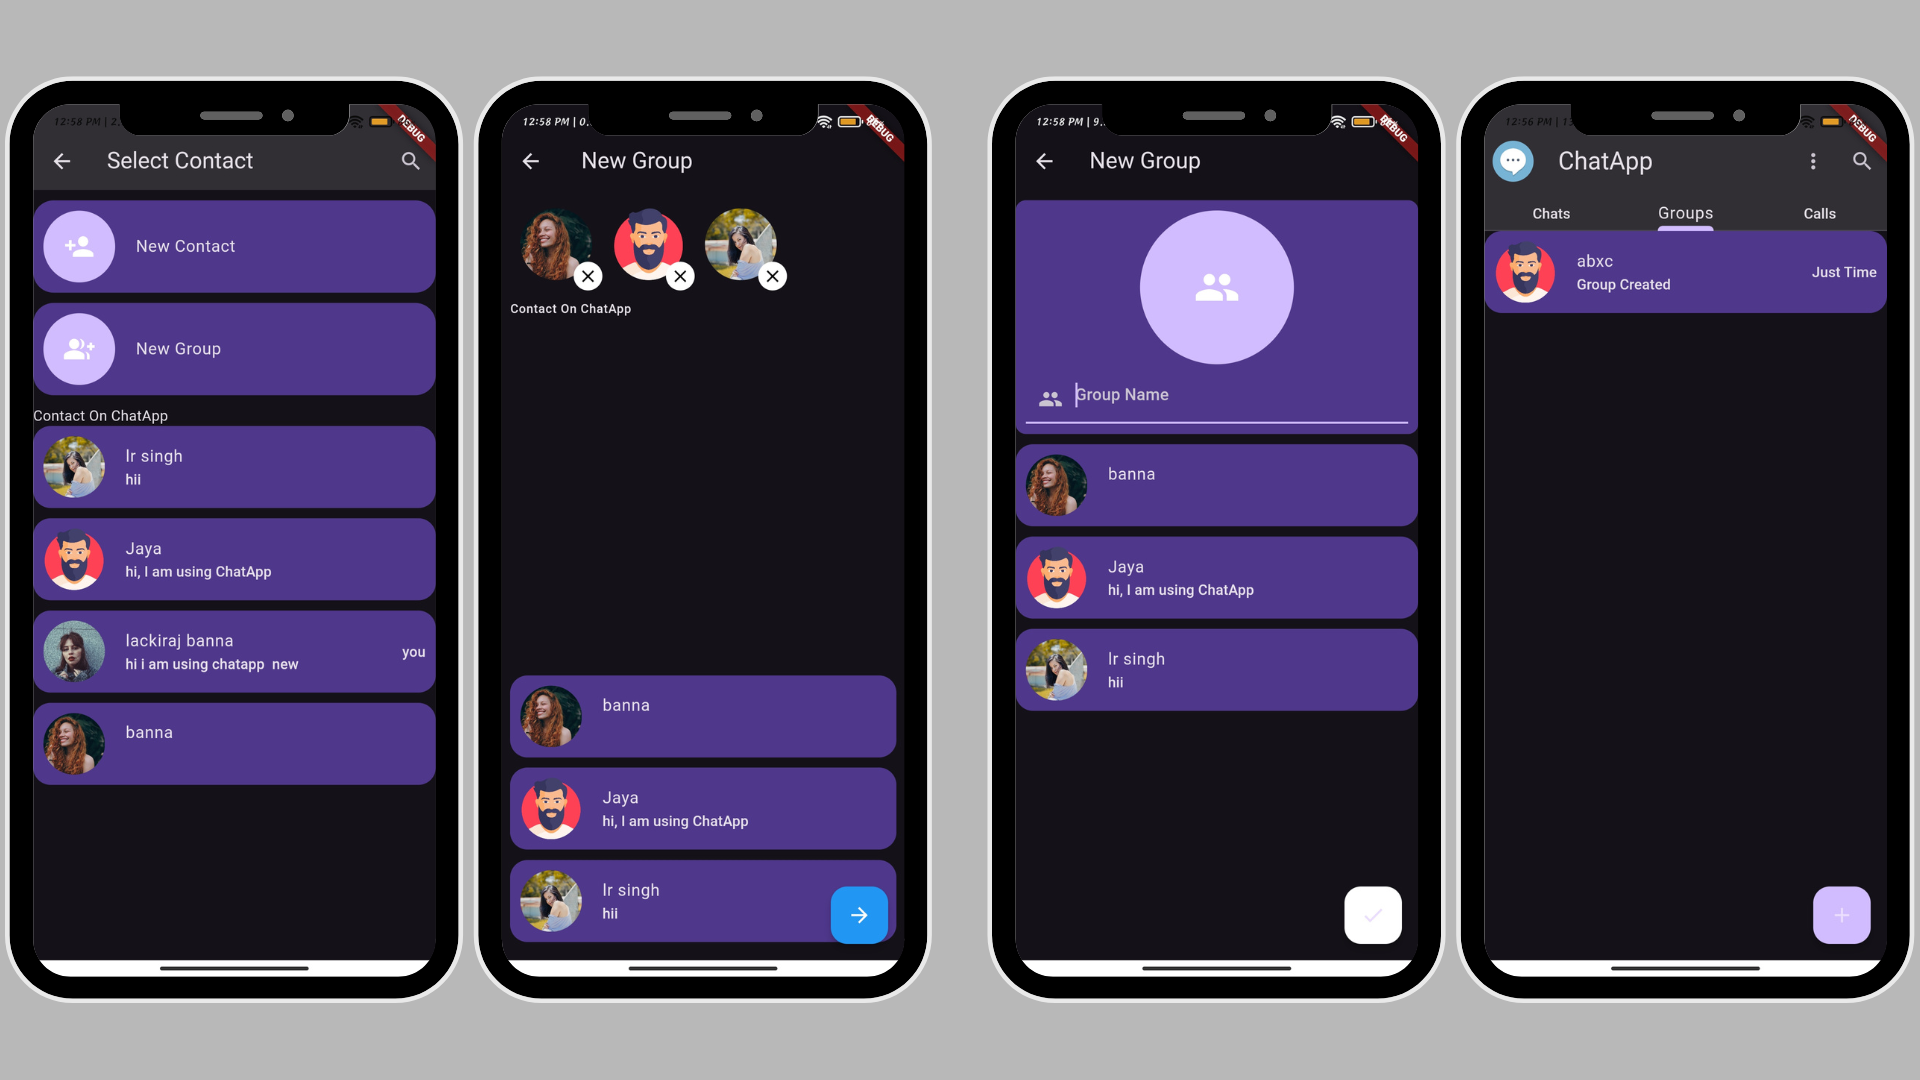 12:58 PM | 2.
DEBUG
Select Contact
New Contact
New Group
Contact On ChatApp
Ir singh
hii
Jaya
hi, I am using ChatApp
lackiraj banna
hi i am using chatapp  new
you
banna
12:58 PM | 0.
DEBUG
New Group
Contact On ChatApp
banna
Jaya
hi, I am using ChatApp
Ir singh
hii
12:58 PM | 9..
DEBUG
New Group
Group Name
banna
Jaya
hi, I am using ChatApp
Ir singh
hii
12:56 PM | 1
DEBUG
ChatApp
Chats
Groups
Calls
abxc
Group Created
Just Time